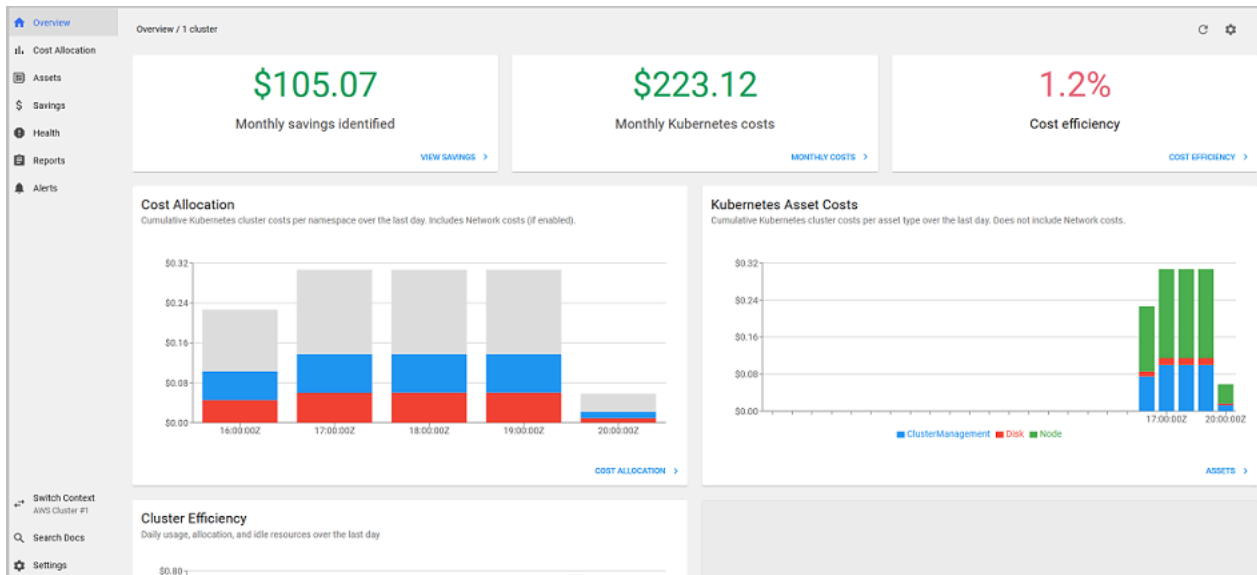 Overview
Cost Allocation
Assets
Savings
Health
Reports
Alerts
Switch Context
AWS Cluster #1
Search Docs
Settings
Overview / 1 cluster
$105.07
Monthly savings identified
VIEW SAVINGS
$223.12
Monthly Kubernetes costs
MONTHLY COSTS
1.2%
Cost efficiency
COST EFFICIENCY
Cost Allocation
Cumulative Kubernetes cluster costs per namespace over the last day. Includes Network costs (if enabled).
$0.32
$0.24
$0.16
$0.08
$0.00
16:00:00Z 17:00:00Z 18:00:00Z 19:00:00Z 20:00:00Z
COST ALLOCATION
Kubernetes Asset Costs
Cumulative Kubernetes cluster costs per asset type over the last day. Does not include Network costs.
$0.32
$0.24
$0.16
$0.08
$0.00
17:00:00Z 20:00:00Z
ClusterManagement Disk Node
ASSETS
Cluster Efficiency
Daily usage, allocation, and idle resources over the last day
$0.80